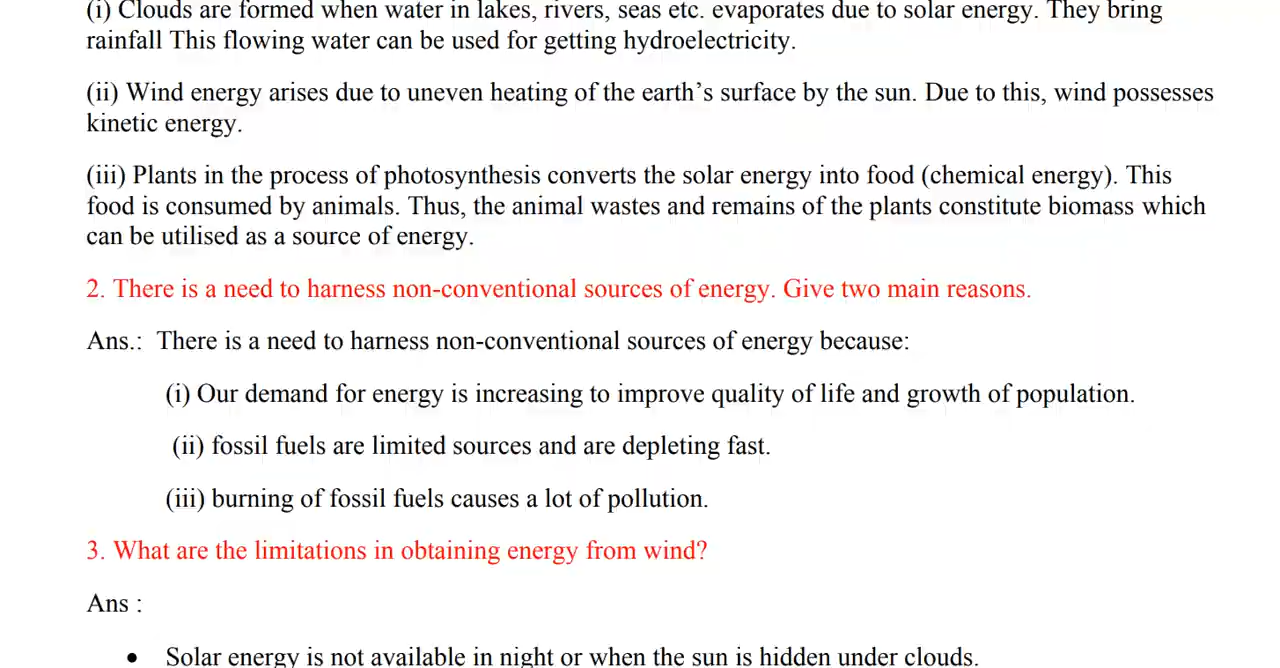 (i) Clouds are formed when water in lakes, rivers, seas etc. evaporates due to solar energy. They bring
rainfall This flowing water can be used for getting hydroelectricity.
(ii) Wind energy arises due to uneven heating of the earth’s surface by the sun. Due to this, wind possesses
kinetic energy.
(iii) Plants in the process of photosynthesis converts the solar energy into food (chemical energy). This
food is consumed by animals. Thus, the animal wastes and remains of the plants constitute biomass which
can be utilised as a source of energy.
2. There is a need to harness non-conventional sources of energy. Give two main reasons.
Ans.: There is a need to harness non-conventional sources of energy because:
(i) Our demand for energy is increasing to improve quality of life and growth of population.
(ii) fossil fuels are limited sources and are depleting fast.
(iii) burning of fossil fuels causes a lot of pollution.
3. What are the limitations in obtaining energy from wind?
Ans :
• Solar energy is not available in night or when the sun is hidden under clouds.